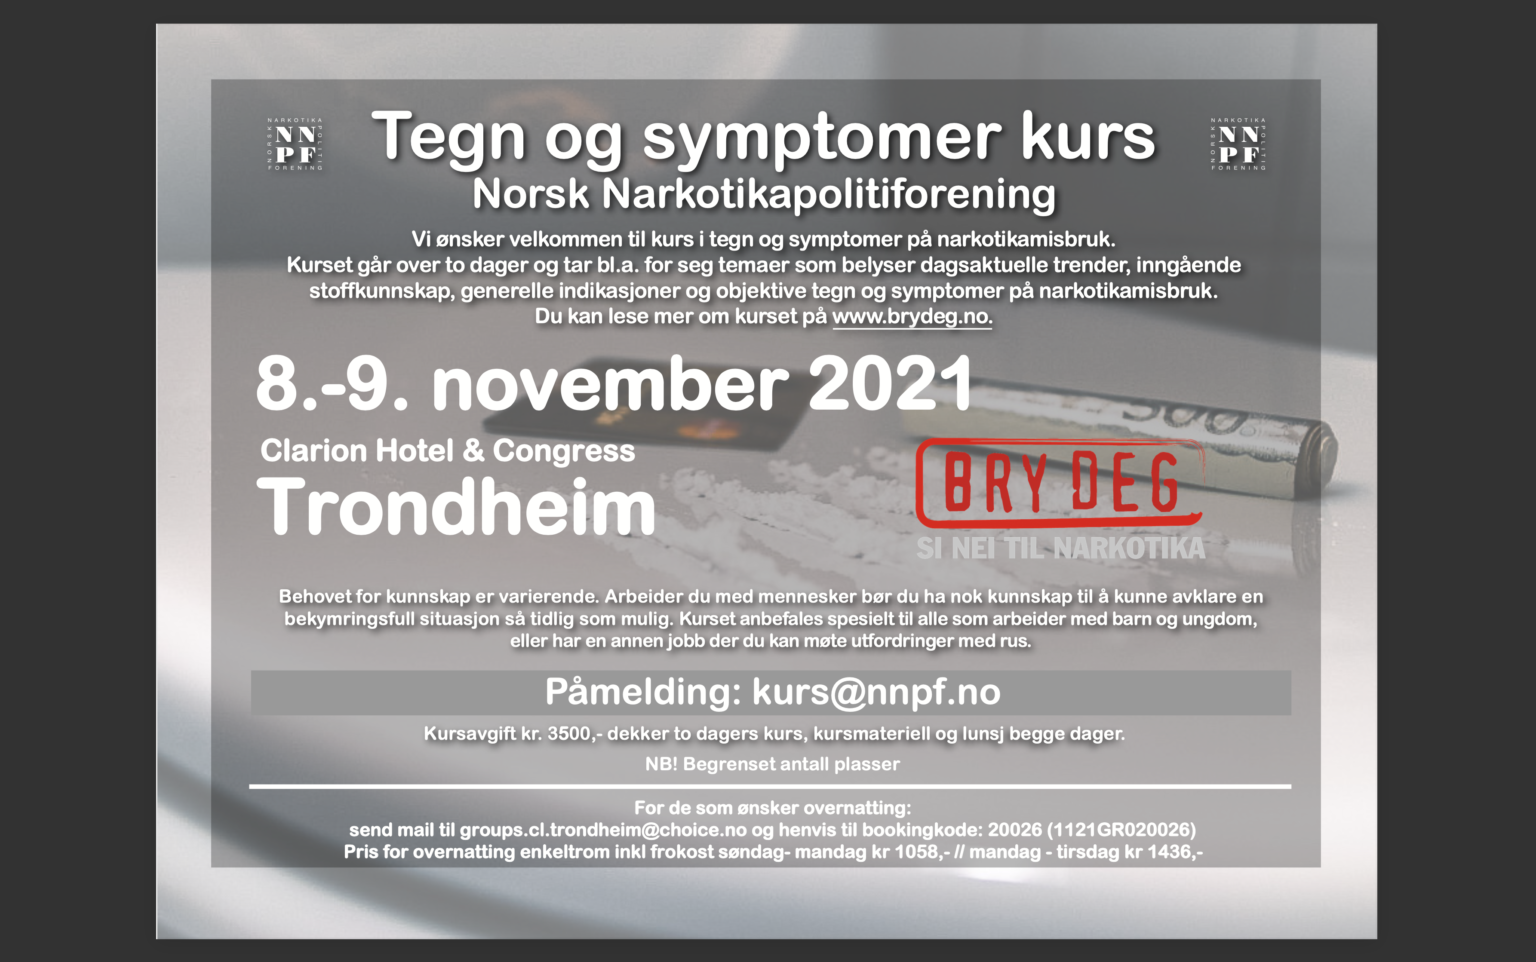 NARKOTIKA
NORSK
NN
PF
POLITI
FORENING
Tegn og symptomer kurs
NARKOTIKA
NORSK
NN
PF
POLITI
FORENING
Norsk Narkotikapolitiforening
Vi ønsker velkommen til kurs i tegn og symptomer på narkotikamisbruk.
Kurset går over to dager og tar bl.a. for seg temaer som belyser dagsaktuelle trender, inngående
stoffkunnskap, generelle indikasjoner og objektive tegn og symptomer på narkotikamisbruk.
Du kan lese mer om kurset på www.brydeg.no.
8.-9. november 2021
500
Clarion Hotel & Congress
Trondheim
BRY DEG
SI NEI TIL NARKOTIKA
Behovet for kunnskap er varierende. Arbeider du med mennesker bør du ha nok kunnskap til å kunne avklare en
bekymringsfull situasjon så tidlig som mulig. Kurset anbefales spesielt til alle som arbeider med barn og ungdom,
eller har en annen jobb der du kan møte utfordringer med rus.
Påmelding: kurs@nnpf.no
Kursavgift kr. 3500,- dekker to dagers kurs, kursmateriell og lunsj begge dager.
NB! Begrenset antall plasser
For de som ønsker overnatting:
send mail til groups.cl.trondheim@choice.no og henvis til bookingkode: 20026 (1121GR020026)
Pris for overnatting enkeltrom inkl frokost søndag- mandag kr 1058,- // mandag - tirsdag kr 1436,-